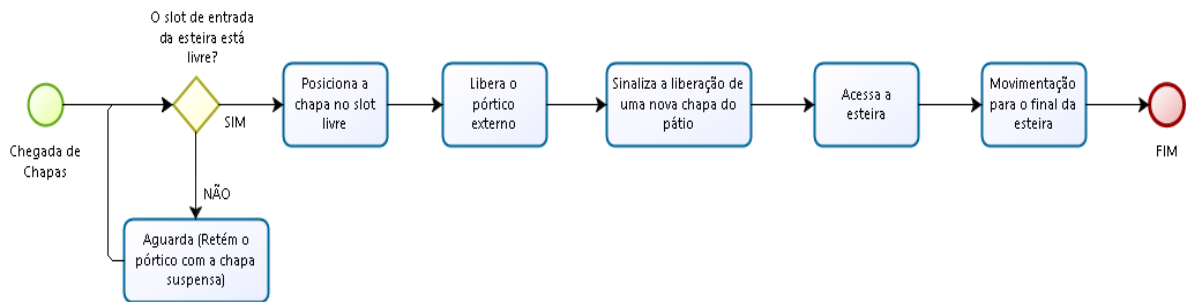 O slot de entrada
da esteira está
livre?
Chegada de
Chapas
SIM
NÃO
Aguarda (Retém o
pórtico com a chapa
suspensa)
Posiciona a
chapa no slot
livre
Libera o
pórtico
externo
Sinaliza a liberação de
uma nova chapa do
pátio
Acessa a
esteira
Movimentação
para o final da
esteira
FIM